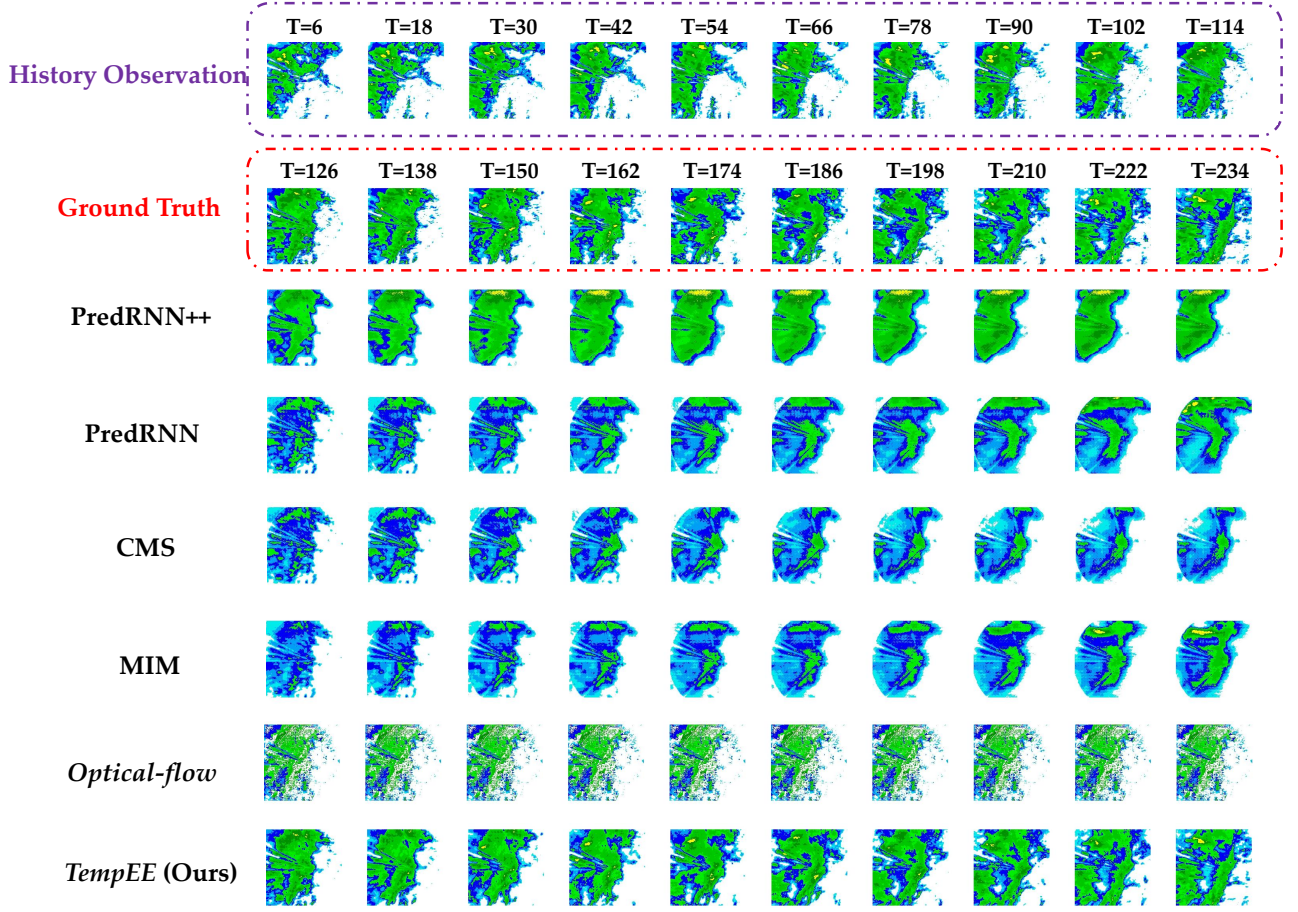 T=6 T=18 T=30 T=42 T=54 T=66 T=78 T=90 T=102 T=114
History Observation
T=126 T=138 T=150 T=162 T=174 T=186 T=198 T=210 T=222 T=234
Ground Truth
PredRNN++
PredRNN
CMS
MIM
Optical-flow
TempEE (Ours)